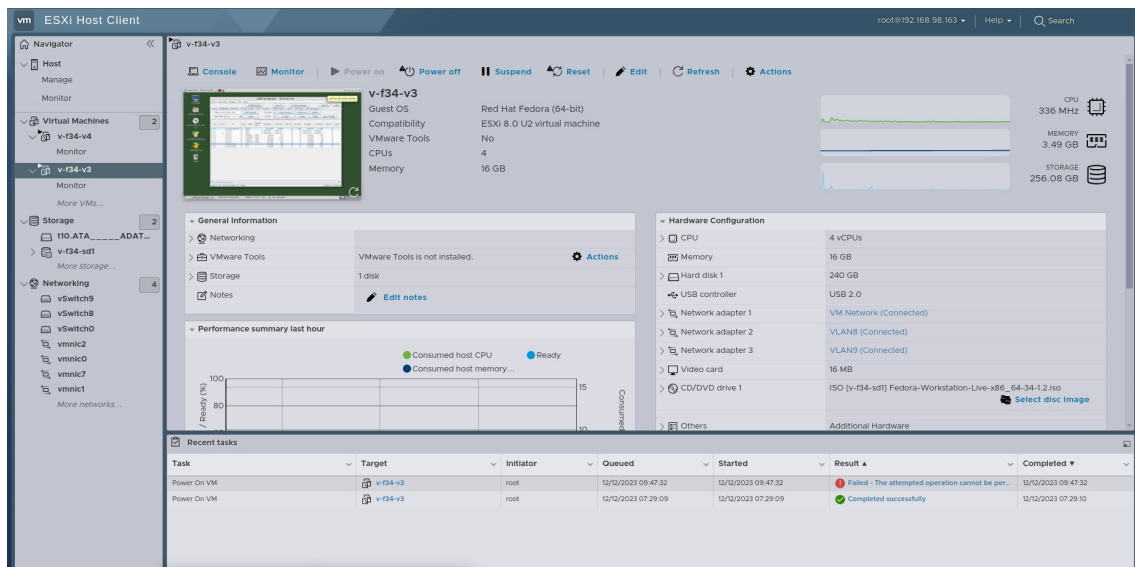 vm ESXi Host Client
root@192.168.98.163
Help
Search
Navigator
Host
Manage
Monitor
Virtual Machines 2
v-f34-v4
Monitor
v-f34-v3
Monitor
More VMs...
Storage 2
t10.ATA_____ADAT...
v-f34-sd1
More storage...
Networking 4
vSwitch9
vSwitch8
vSwitch0
vmnic2
vmnic0
vmnic7
vmnic1
More networks...
v-f34-v3
Console Monitor Power on Power off Suspend Reset Edit Refresh Actions
v-f34-v3
Guest OS Red Hat Fedora (64-bit)
Compatibility ESXi 8.0 U2 virtual machine
VMware Tools No
CPUs 4
Memory 16 GB
CPU
336 MHz
MEMORY
3.49 GB
STORAGE
256.08 GB
General Information
Networking
VMware Tools VMware Tools is not installed. Actions
Storage 1 disk
Notes Edit notes
Performance summary last hour
Consumed host CPU Ready
Consumed host memory...
100
80
/ Ready (%)
15
10
Consumed
Hardware Configuration
CPU 4 vCPUs
Memory 16 GB
Hard disk 1 240 GB
USB controller USB 2.0
Network adapter 1 VM Network (Connected)
Network adapter 2 VLAN8 (Connected)
Network adapter 3 VLAN9 (Connected)
Video card 16 MB
CD/DVD drive 1 ISO [v-f34-sd1] Fedora-Workstation-Live-x86_64-34-1.2.iso
Select disc image
Others Additional Hardware
Recent tasks
Task Target Initiator Queued Started Result Completed
Power On VM v-f34-v3 root 12/12/2023 09:47:32 12/12/2023 09:47:32 Failed - The attempted operation cannot be per... 12/12/2023 09:47:32
Power On VM v-f34-v3 root 12/12/2023 07:29:09 12/12/2023 07:29:09 Completed successfully 12/12/2023 07:29:10